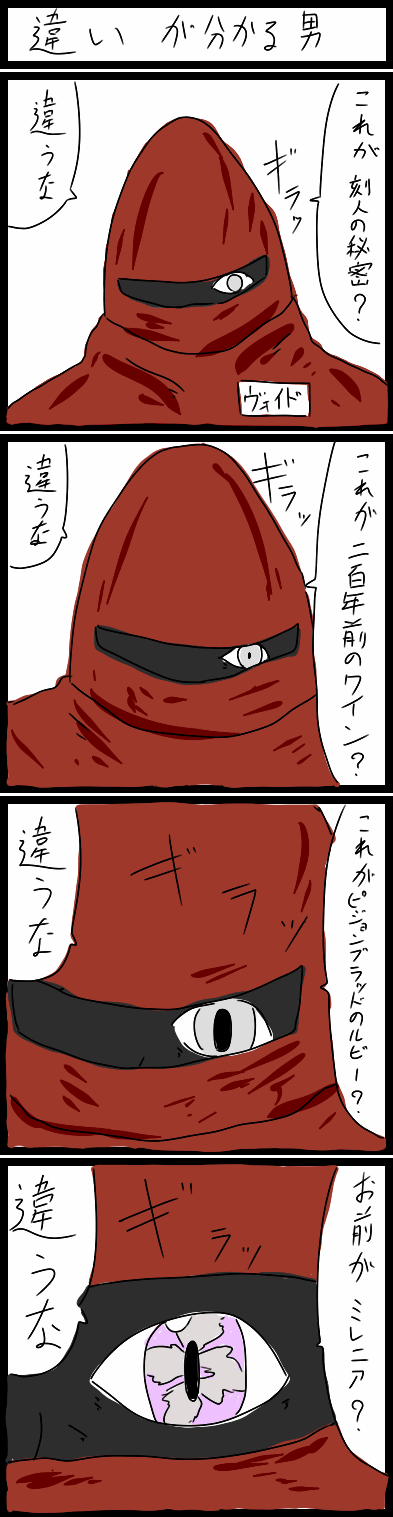 違いが分かる男
これが刻人の秘密?
ギラッ
違うな
ヴォイド
これが二百年前のワイン?
ギラッ
違うな
これがピジョンブラッドのルビー?
ギラッ
違うな
お前がミレニア?
ギラッ
違うな